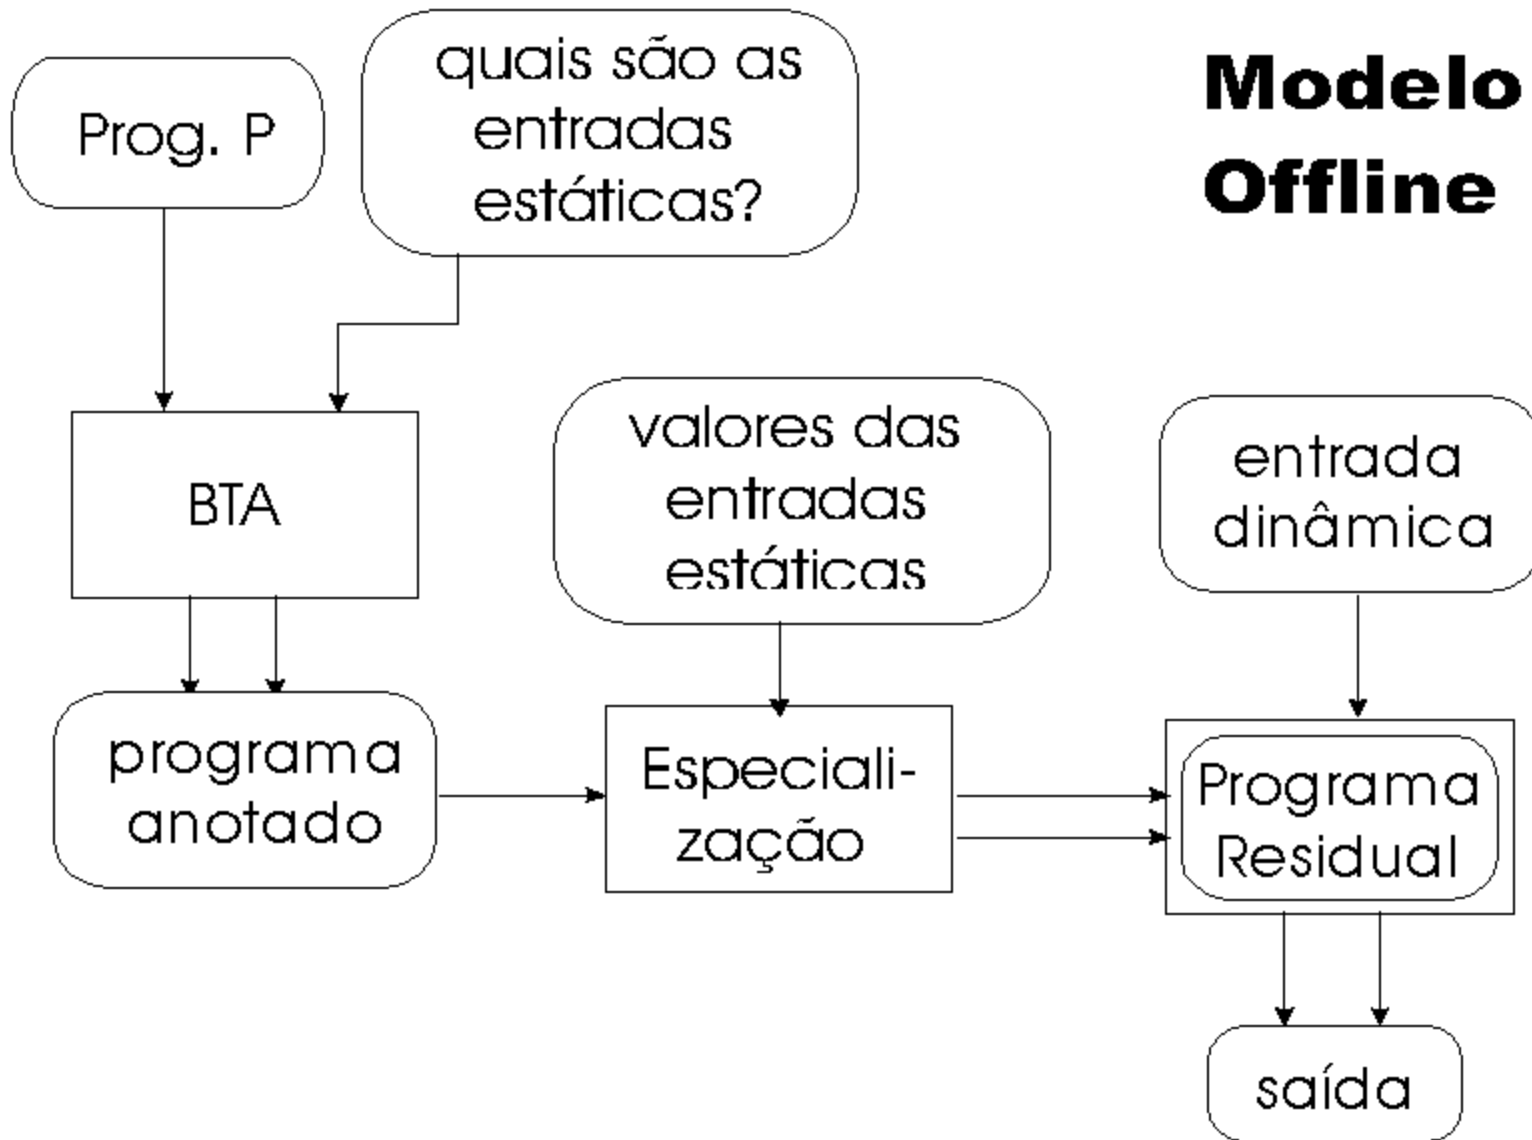 Modelo
Offline
Prog. P
quais são as
entradas
estáticas?
BTA
valores das
entradas
estáticas
entrada
dinâmica
programa
anotado
Especiali-
zação
Programa
Residual
saída